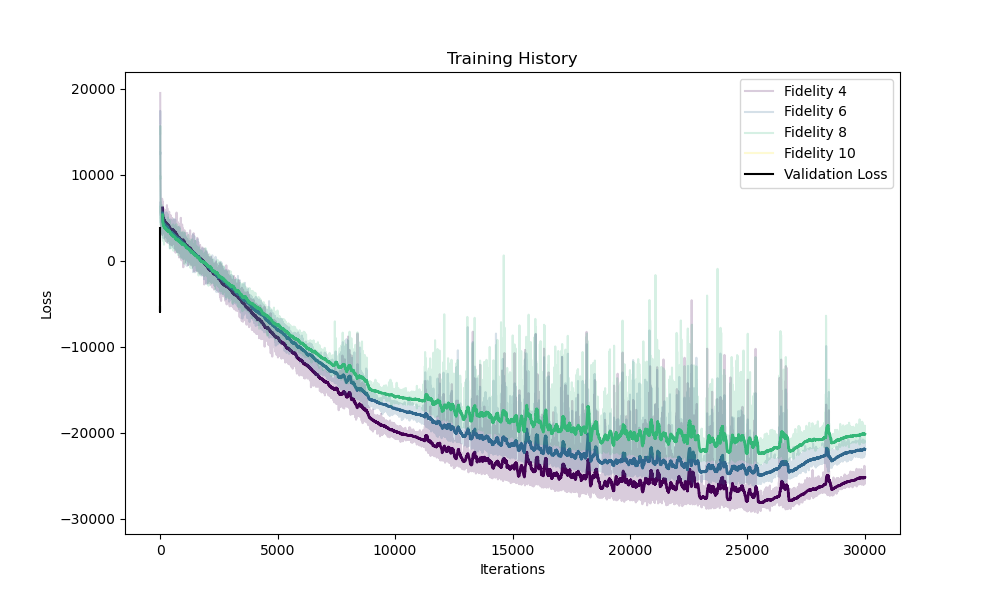 Training History
20000
10000
0
−10000
−20000
−30000
Loss
0
5000
10000
15000
20000
25000
30000
Iterations
Fidelity 4
Fidelity 6
Fidelity 8
Fidelity 10
Validation Loss